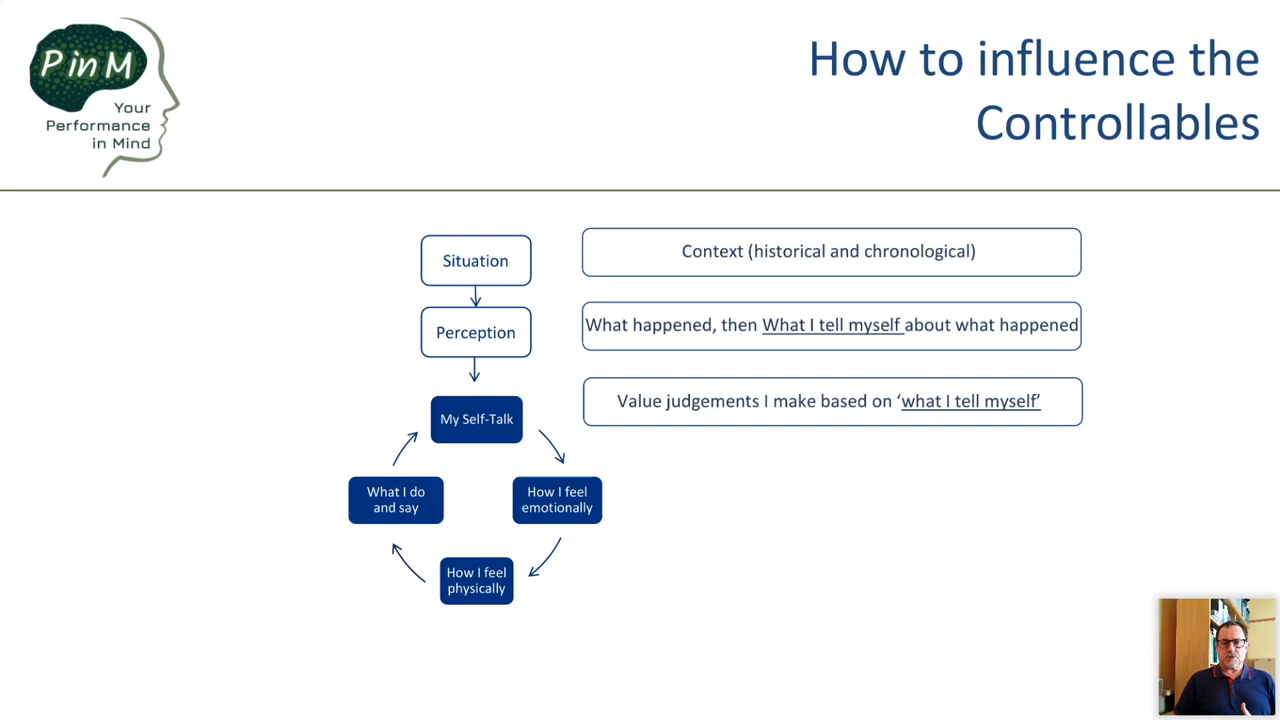 P in M
Your
Performance
in Mind
How to influence the
Controllables
Situation
Context (historical and chronological)
Perception
What happened, then What I tell myself about what happened
My Self-Talk
Value judgements I make based on ‘what I tell myself’
What I do
and say
How I feel
emotionally
How I feel
physically